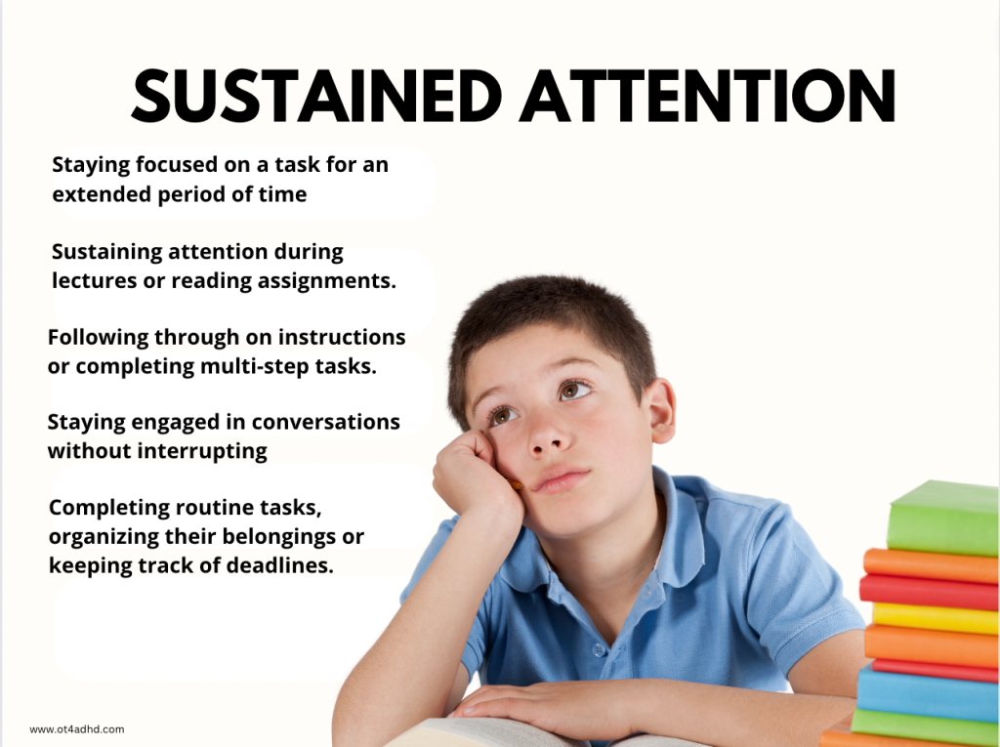 SUSTAINED ATTENTION
Staying focused on a task for an
extended period of time
Sustaining attention during
lectures or reading assignments.
Following through on instructions
or completing multi-step tasks.
Staying engaged in conversations
without interrupting
Completing routine tasks,
organizing their belongings or
keeping track of deadlines.
www.ot4adhd.com